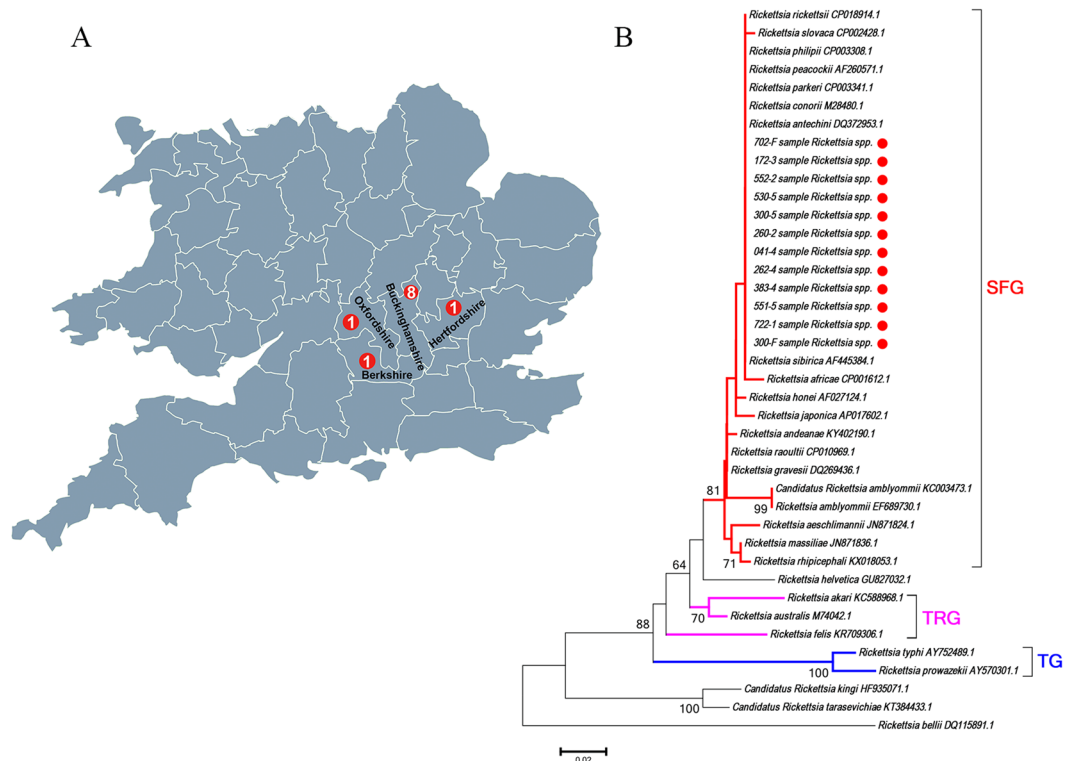 A
B
8
1
1
1
Oxfordshire
Buckinghamshire
Hertfordshire
Berkshire
Rickettsia rickettsii CP018914.1
Rickettsia slovaca CP002428.1
Rickettsia philipii CP003308.1
Rickettsia peacockii AF260571.1
Rickettsia parkeri CP003341.1
Rickettsia conorii M28480.1
Rickettsia antechini DQ372953.1
702-F sample Rickettsia spp.
172-3 sample Rickettsia spp.
552-2 sample Rickettsia spp.
530-5 sample Rickettsia spp.
300-5 sample Rickettsia spp.
260-2 sample Rickettsia spp.
041-4 sample Rickettsia spp.
262-4 sample Rickettsia spp.
383-4 sample Rickettsia spp.
551-5 sample Rickettsia spp.
722-1 sample Rickettsia spp.
300-F sample Rickettsia spp.
Rickettsia sibirica AF445384.1
Rickettsia africae CP001612.1
Rickettsia honei AF027124.1
Rickettsia japonica AP017602.1
Rickettsia andeanae KY402190.1
Rickettsia raoultii CP010969.1
Rickettsia gravesii DQ269436.1
Candidatus Rickettsia amblyommii KC003473.1
Rickettsia amblyommii EF689730.1
Rickettsia aeschlimannii JN871824.1
Rickettsia massiliae JN871836.1
Rickettsia rhipicephali KX018053.1
Rickettsia helvetica GU827032.1
Rickettsia akari KC588968.1
Rickettsia australis M74042.1
Rickettsia felis KR709306.1
Rickettsia typhi AY752489.1
Rickettsia prowazekii AY570301.1
Candidatus Rickettsia kingi HF935071.1
Candidatus Rickettsia tarasevichiae KT384433.1
Rickettsia bellii DQ115891.1
SFG
TRG
TG
81
99
71
64
70
88
100
100
0.02